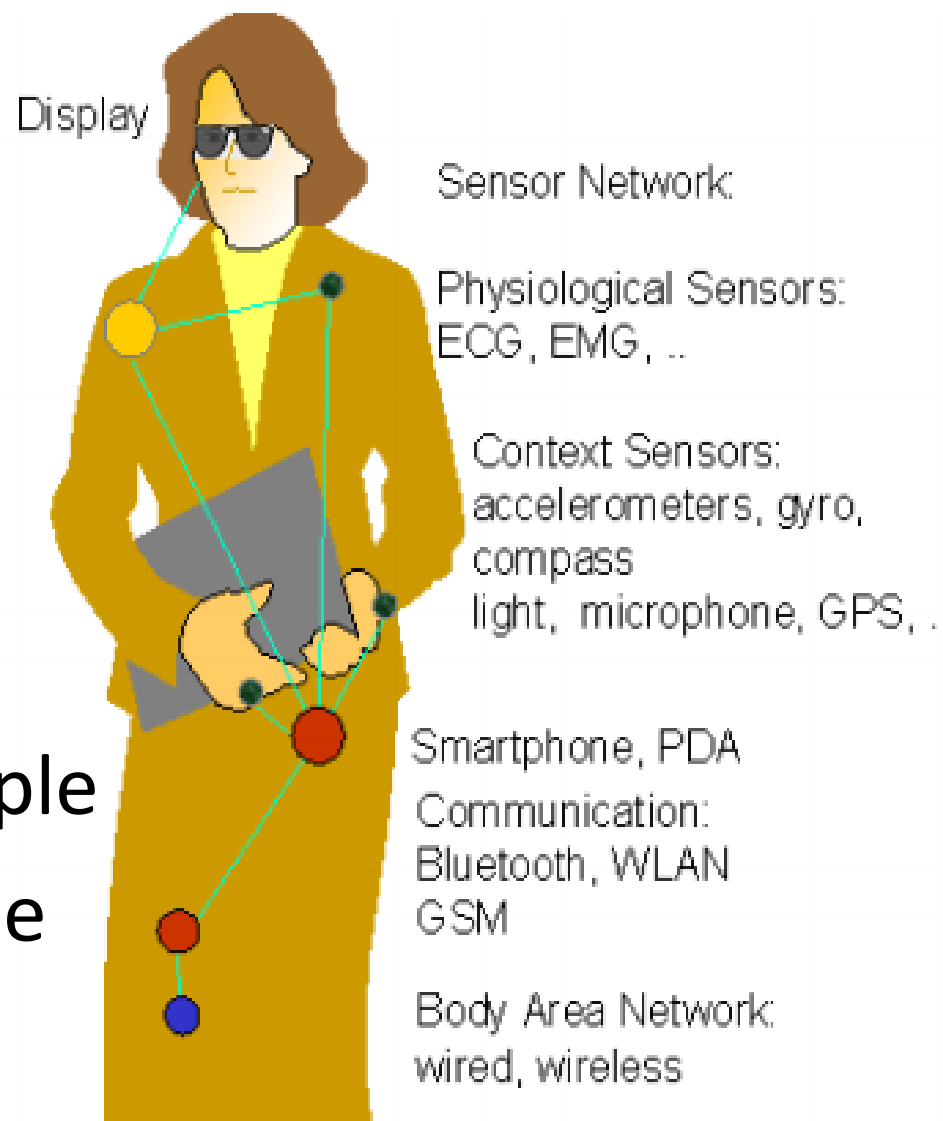 Display
Sensor Network:
Physiological Sensors:
ECG, EMG, ..
Context Sensors:
accelerometers, gyro,
compass
light, microphone, GPS, .
Smartphone, PDA
ple
Communication:
Bluetooth, WLAN
e
GSM
Body Area Network:
wired, wireless